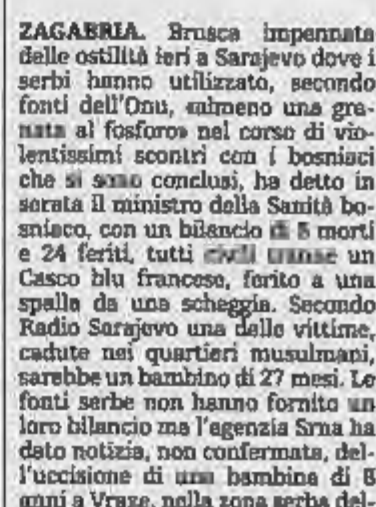 ZAGABRIA. Brusca impennata
delle ostilità ieri a Sarajevo dove i
serbi hanno utilizzato, secondo
fonti dell'Onu, «almeno una gra-
nata al fosforo» nel corso di vio-
lentissimi scontri con i bosniaci
che si sono conclusi, ha detto in
serata il ministro della Sanità bo-
sniaco, con un bilancio di 5 morti
e 24 feriti, tutti civili tranne un
Casco blu francese, ferito a una
spalla da una scheggia. Secondo
Radio Sarajevo una delle vittime,
cadute nei quartieri musulmani,
sarebbe un bambino di 27 mesi. Le
fonti serbe non hanno fornito un
loro bilancio ma l'agenzia Srna ha
dato notizia, non confermata, del-
l'uccisione di una bambina di 8
anni a Vraze, nella zona serba del-